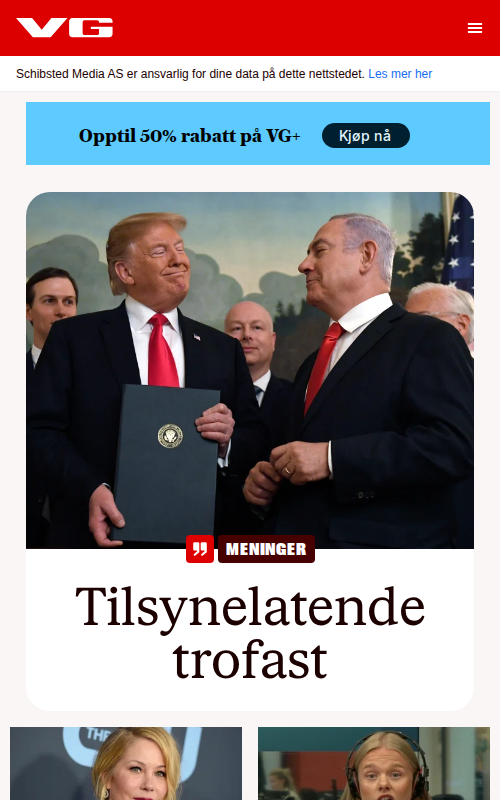 VG
Schibsted Media AS er ansvarlig for dine data på dette nettstedet. Les mer her
Opptil 50% rabatt på VG+
Kjøp nå
MENINGER
Tilsynelatende
trofast
THE